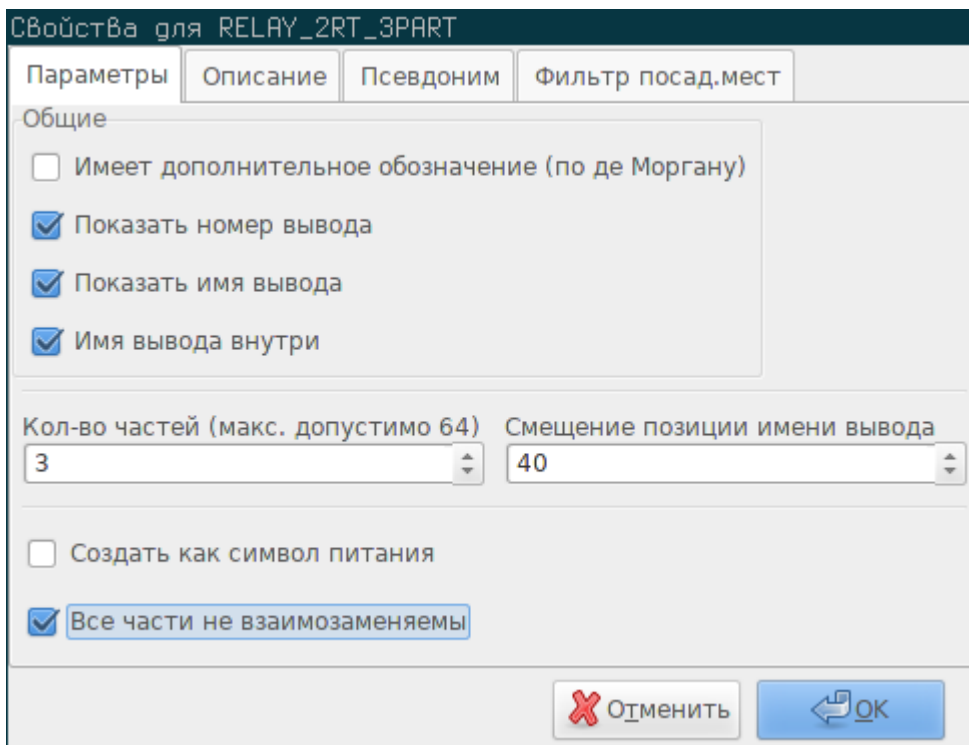 Свойства для RELAY_2RT_3PART
Параметры Описание Псевдоним Фильтр посад.мест
Общие
Имеет дополнительное обозначение (по де Моргану)
Показать номер вывода
Показать имя вывода
Имя вывода внутри
Кол-во частей (макс. допустимо 64) Смещение позиции имени вывода
3 40
Создать как символ питания
Все части не взаимозаменяемы
Отменить OK